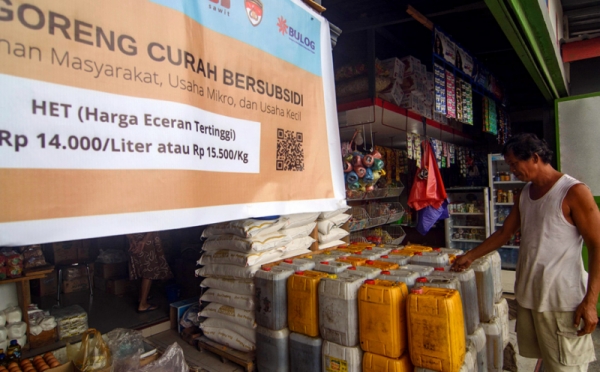 GORENG CURAH BERSUBSIDI
BULOG
Masyarakat, Usaha Mikro, dan Usaha Kecil
HET (Harga Eceran Tertinggi)
Rp 14.000/Liter atau Rp 15.500/Kg